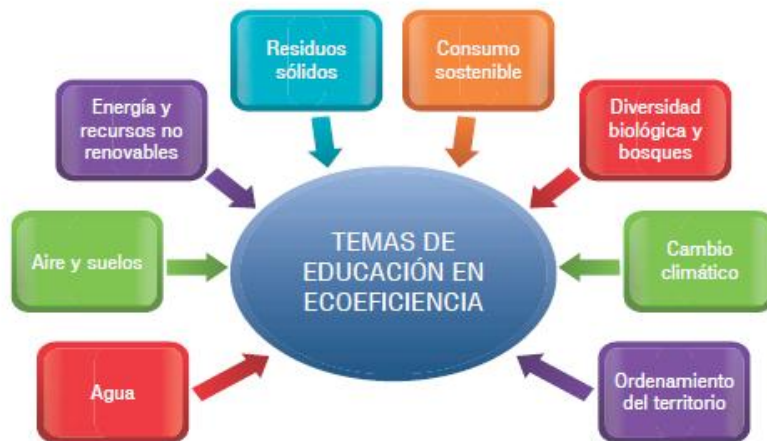 Residuos
sólidos
Consumo
sostenible
Energía y
recursos no
renovables
Diversidad
biológica y
bosques
TEMAS DE
EDUCACIÓN EN
ECOEFICIENCIA
Aire y suelos
Cambio
climático
Agua
Ordenamiento
del territorio